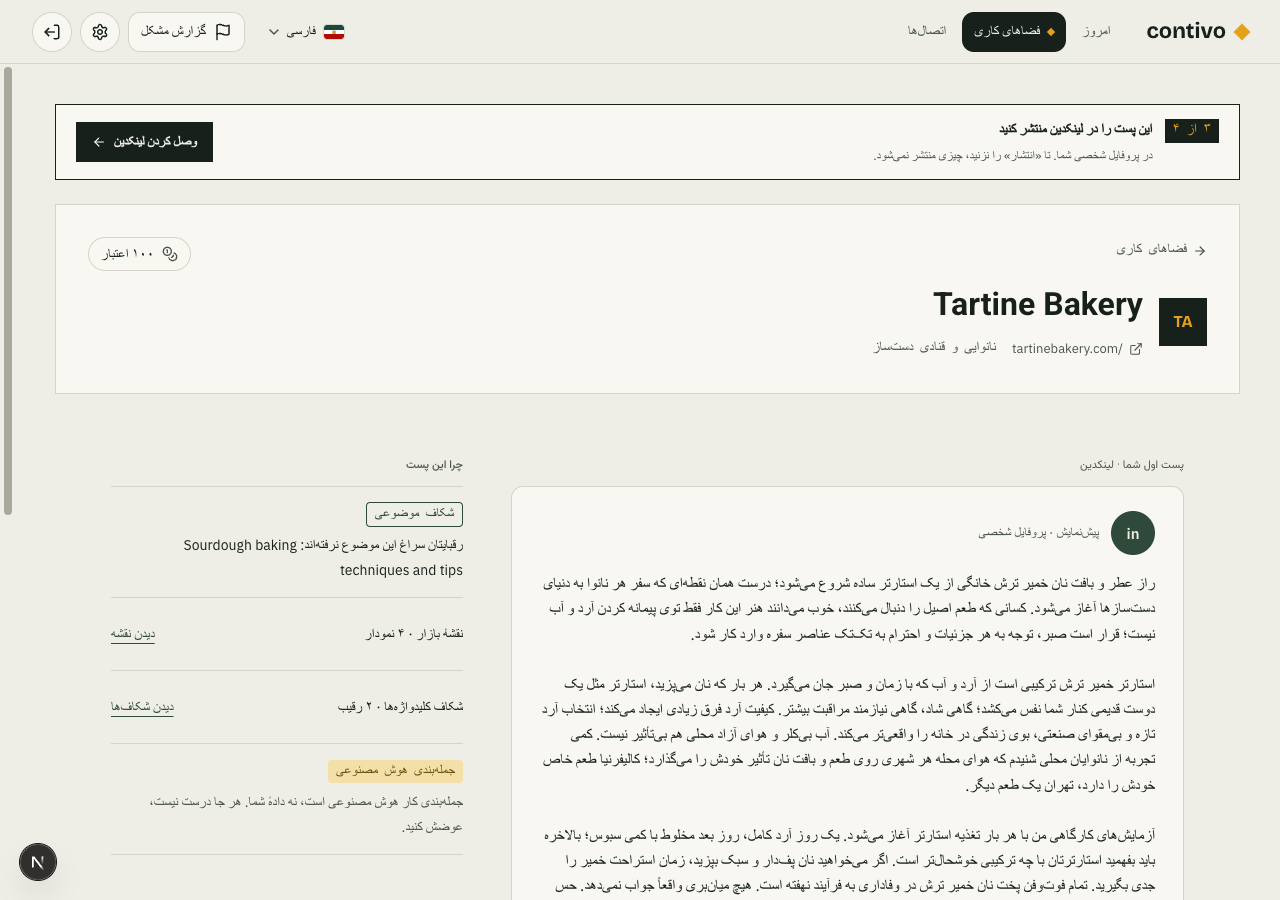 contivo
امروز
فضاهای کاری
اتصال‌ها
فارسی
گزارش مشکل
۳ از ۴
این پست را در لینکدین منتشر کنید
در پروفایل شخصی شما. تا «انتشار» را نزنید، چیزی منتشر نمی‌شود.
وصل کردن لینکدین
فضاهای کاری
۱۰۰ اعتبار
TA
Tartine Bakery
tartinebakery.com/
نانوایی و قنادی دست‌ساز
پست اول شما · لینکدین
in
پیش‌نمایش · پروفایل شخصی
راز عطر و بافت نان خمیر ترش خانگی از یک استارتر ساده شروع می‌شود؛ درست همان نقطه‌ای که سفر هر نانوا به دنیای
دست‌سازها آغاز می‌شود. کسانی که طعم اصیل را دنبال می‌کنند، خوب می‌دانند هنر این کار فقط توی پیمانه کردن آرد و آب
نیست؛ قرار است صبر، توجه به هر جزئیات و احترام به تک‌تک عناصر سفره وارد کار شود.
استارتر خمیر ترش ترکیبی است از آرد و آب که با زمان و صبر جان می‌گیرد. هر بار که نان می‌پزید، استارتر مثل یک
دوست قدیمی کنار شما نفس می‌کشد؛ گاهی شاد، گاهی نیازمند مراقبت بیشتر. کیفیت آرد فرق زیادی ایجاد می‌کند؛ انتخاب آرد
تازه و بی‌مقوای صنعتی، بوی زندگی در خانه را واقعی‌تر می‌کند. آب بی‌کلر و هوای آزاد محلی هم بی‌تأثیر نیست. کمی
تجربه از نانوایان محلی شنیدم که هوای محله هر شهری روی طعم و بافت نان تأثیر خودش را می‌گذارد؛ کالیفرنیا طعم خاص
خودش را دارد، تهران یک طعم دیگر.
آزمایش‌های کارگاهی من با هر بار تغذیه استارتر آغاز می‌شود. یک روز آرد کامل، روز بعد مخلوط با کمی سبوس؛ بالاخره
باید بفهمید استارترتان با چه ترکیبی خوشحال‌تر است. اگر می‌خواهید نان پف‌دار و سبک بپزید، زمان استراحت خمیر را
جدی بگیرید. تمام فوت‌وفن پخت نان خمیر ترش در وفاداری به فرآیند نهفته است. هیچ میان‌بری واقعاً جواب نمی‌دهد. حس
چرا این پست
شکاف موضوعی
رقبایتان سراغ این موضوع نرفته‌اند: Sourdough baking
techniques and tips
نقشهٔ بازار · ۴ نمودار
دیدن نقشه
شکاف کلیدواژه‌ها · ۲ رقیب
دیدن شکاف‌ها
جمله‌بندی هوش مصنوعی
جمله‌بندی کار هوش مصنوعی است، نه دادهٔ شما. هر جا درست نیست،
عوضش کنید.
N